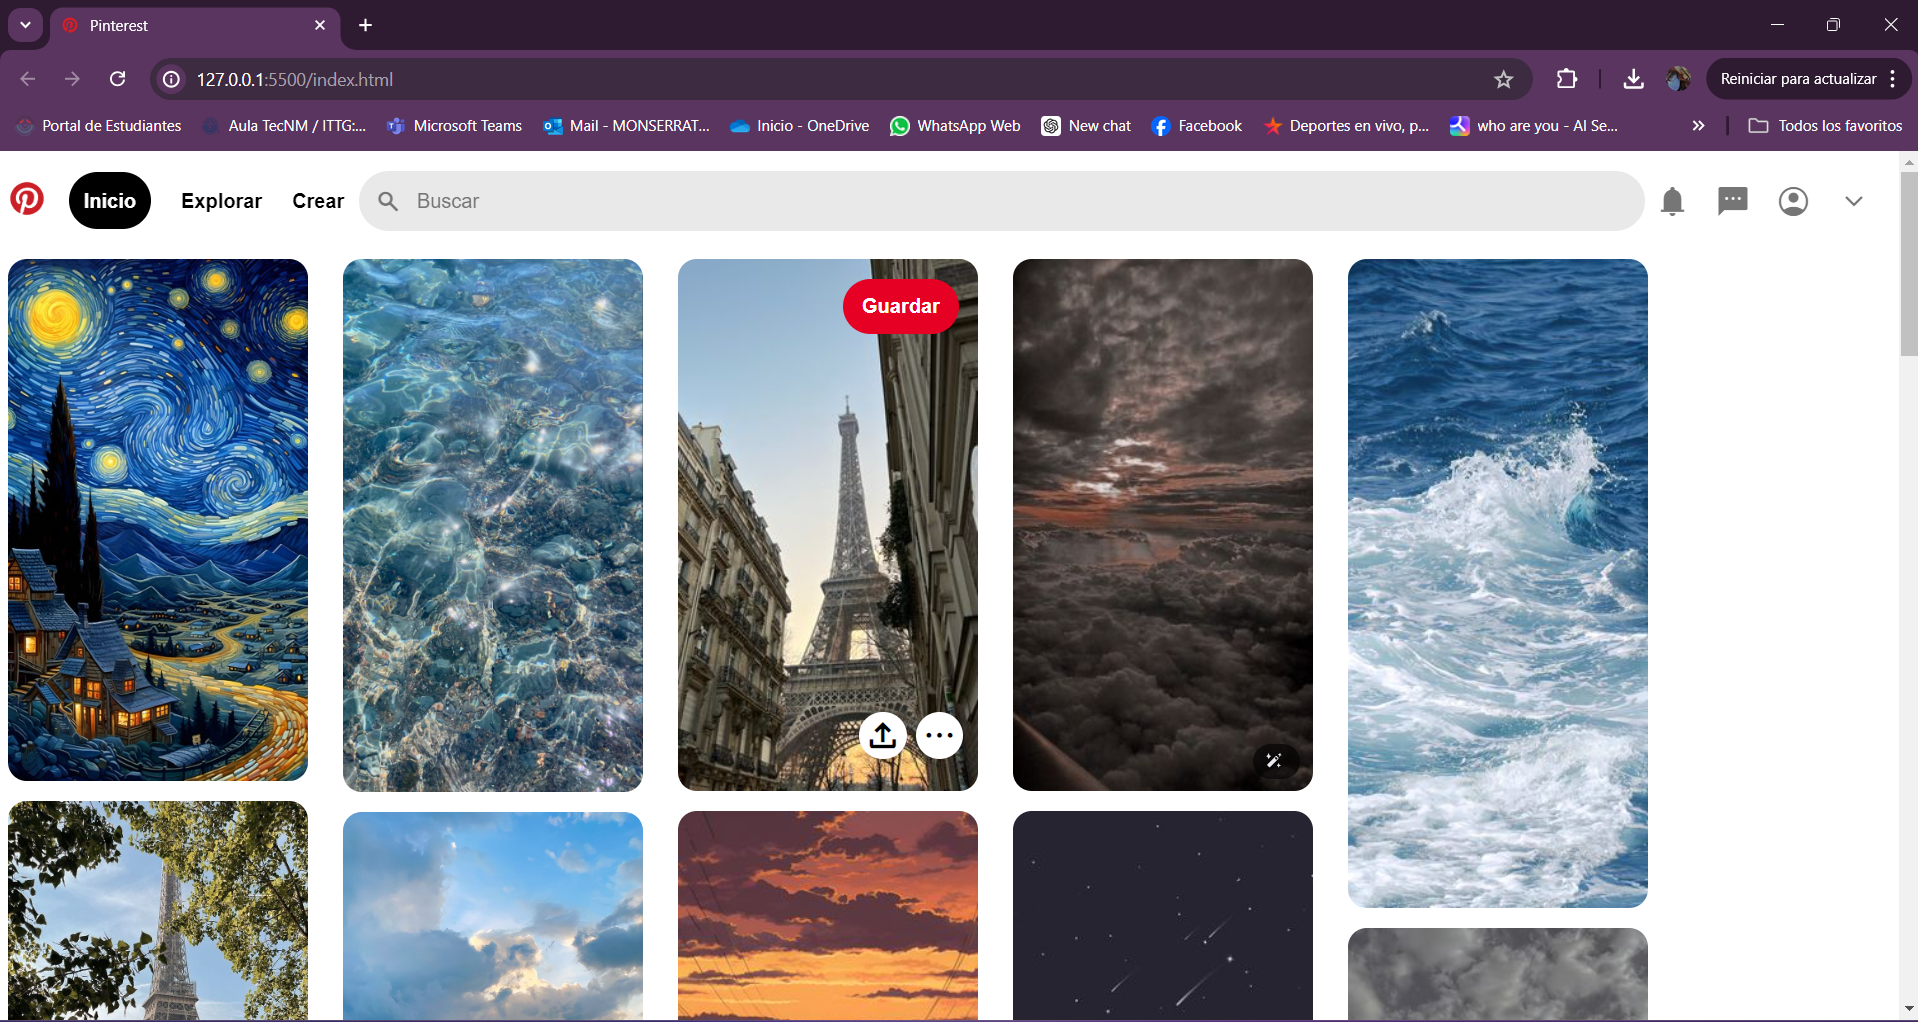 Pinterest
127.0.0.1:5500/index.html
Reiniciar para actualizar
Portal de Estudiantes
Aula TecNM / ITTG:...
Microsoft Teams
Mail - MONSERRAT...
Inicio - OneDrive
WhatsApp Web
New chat
Facebook
Deportes en vivo, p...
who are you - AI Se...
Todos los favoritos
Inicio
Explorar
Crear
Buscar
Guardar